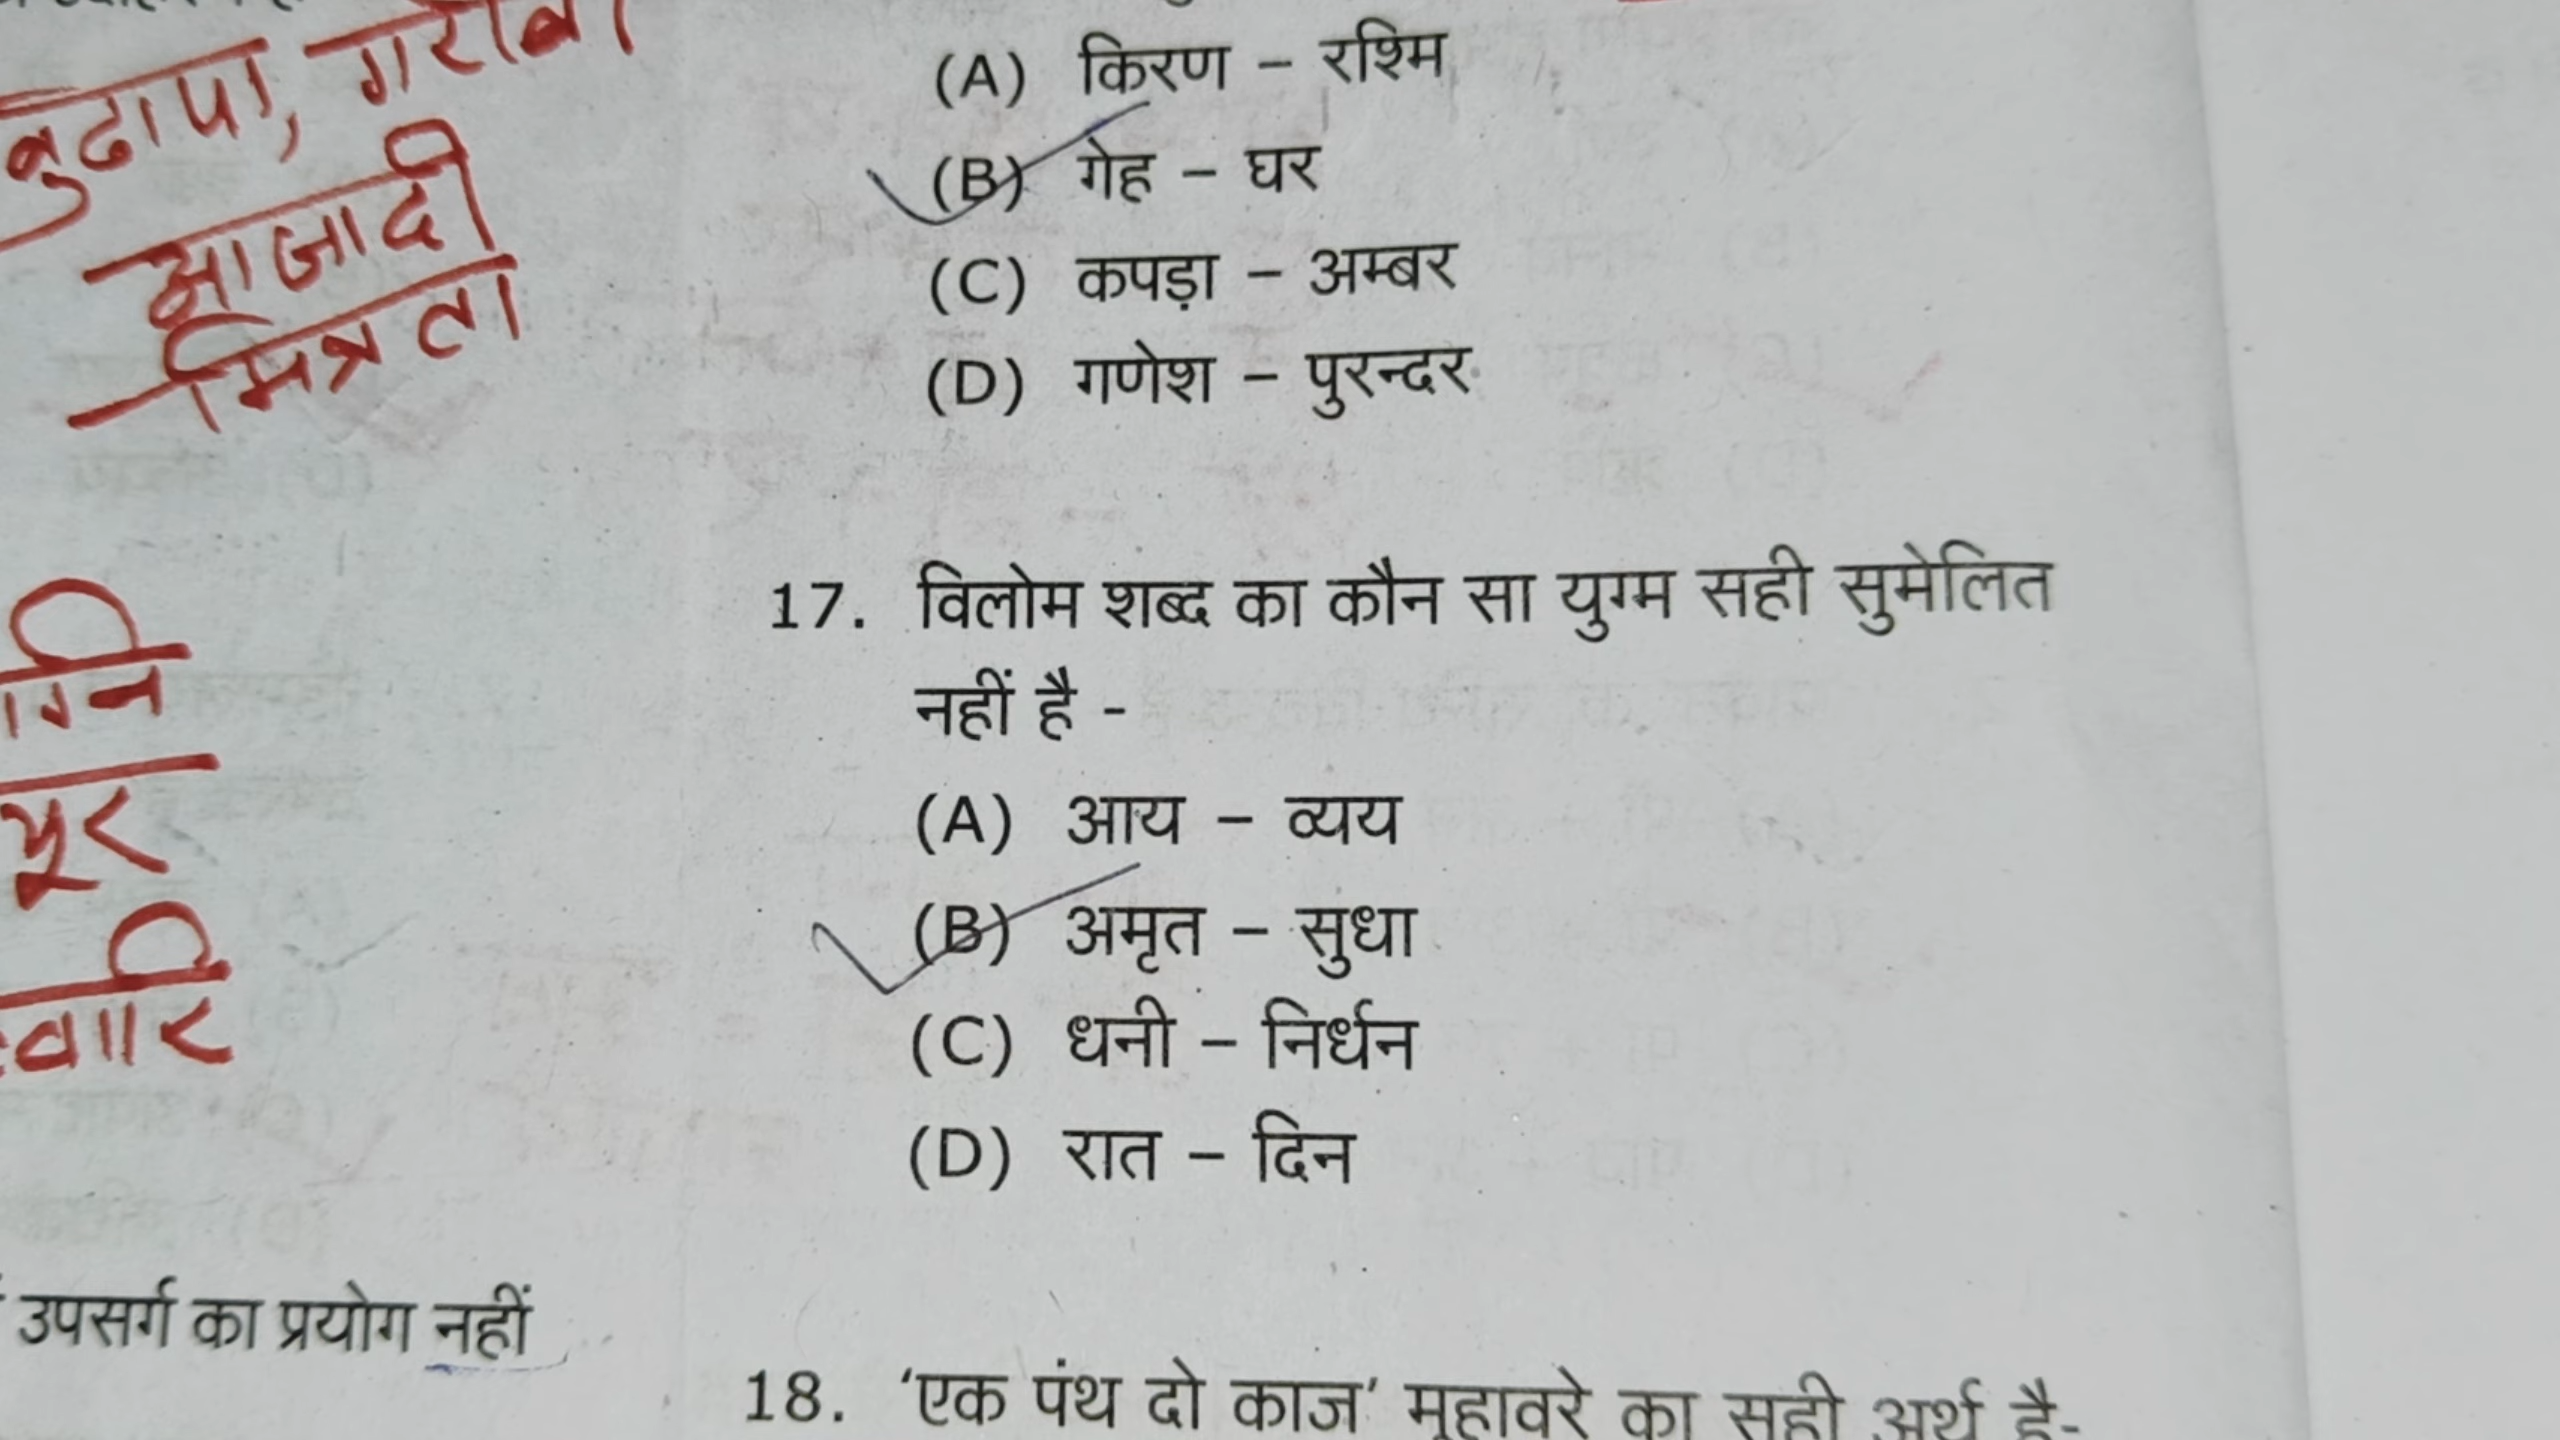 बुढापा, गरीबी
आजादी
मित्रता
उपसर्ग का प्रयोग नहीं
(A) किरण – रश्मि
(B) गेह – घर
(C) कपड़ा – अम्बर
(D) गणेश – पुरन्दर
17. विलोम शब्द का कौन सा युग्म सही सुमेलित
नहीं है -
(A) आय – व्यय
(B) अमृत – सुधा
(C) धनी – निर्धन
(D) रात – दिन
18. ‘एक पंथ दो काज’ मुहावरे का सही अर्थ है-